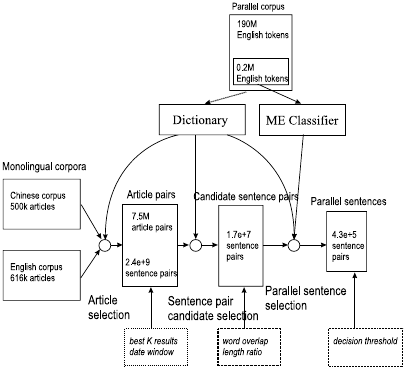 Parallel corpus
190M
English tokens
0.2M
English tokens
Dictionary
ME Classifier
Monolingual corpora
Chinese corpus
500k articles
English corpus
616k articles
Article pairs
7.5M
article pairs
2.4e+9
sentence pairs
Candidate sentence pairs
1.7e+7
sentence
pairs
Parallel sentences
4.3e+5
sentence
pairs
Article
selection
Sentence pair
candidate selection
Parallel sentence
selection
best K results
date window
word overlap
length ratio
decision threshold